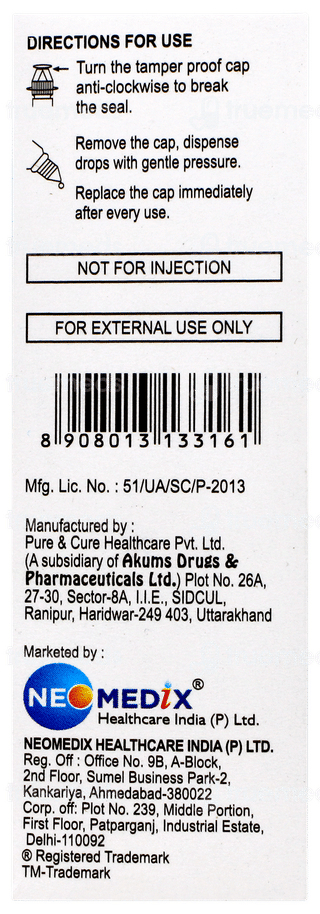 DIRECTIONS FOR USE
Turn the tamper proof cap
anti-clockwise to break
the seal.
Remove the cap, dispense
drops with gentle pressure.
Replace the cap immediately
after every use.
NOT FOR INJECTION
FOR EXTERNAL USE ONLY
8 908013 133161
Mfg. Lic. No. : 51/UA/SC/P-2013
Manufactured by :
Pure & Cure Healthcare Pvt. Ltd.
(A subsidiary of Akums Drugs &
Pharmaceuticals Ltd.) Plot No. 26A,
27-30, Sector-8A, I.I.E., SIDCUL,
Ranipur, Haridwar-249 403, Uttarakhand
Marketed by :
NEOMEDiX®
Healthcare India (P) Ltd.
NEOMEDIX HEALTHCARE INDIA (P) LTD.
Reg. Off : Office No. 9B, A-Block,
2nd Floor, Sumel Business Park-2,
Kankariya, Ahmedabad-380022
Corp. off: Plot No. 239, Middle Portion,
First Floor, Patparganj, Industrial Estate,
Delhi-110092
® Registered Trademark
TM-Trademark